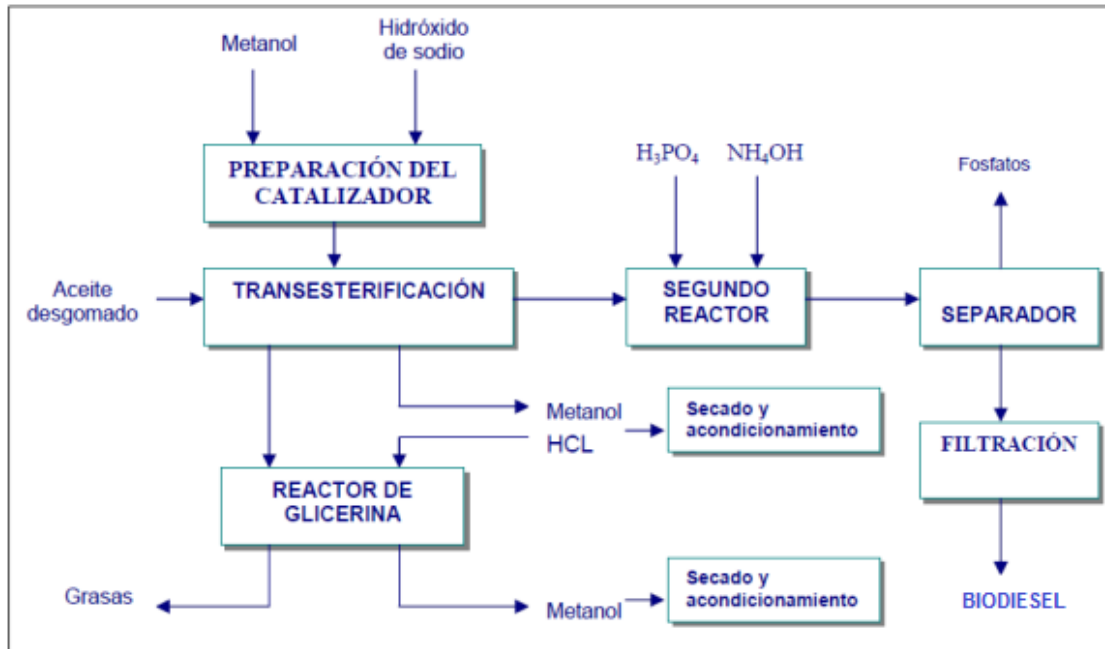 Metanol
Hidróxido
de sodio
PREPARACIÓN DEL
CATALIZADOR
H₃PO₄
NH₄OH
Fosfatos
Aceite
desgomado
TRANSESTERIFICACIÓN
SEGUNDO
REACTOR
SEPARADOR
Metanol
HCL
Secado y
acondicionamiento
FILTRACIÓN
REACTOR DE
GLICERINA
Grasas
Metanol
Secado y
acondicionamiento
BIODIESEL